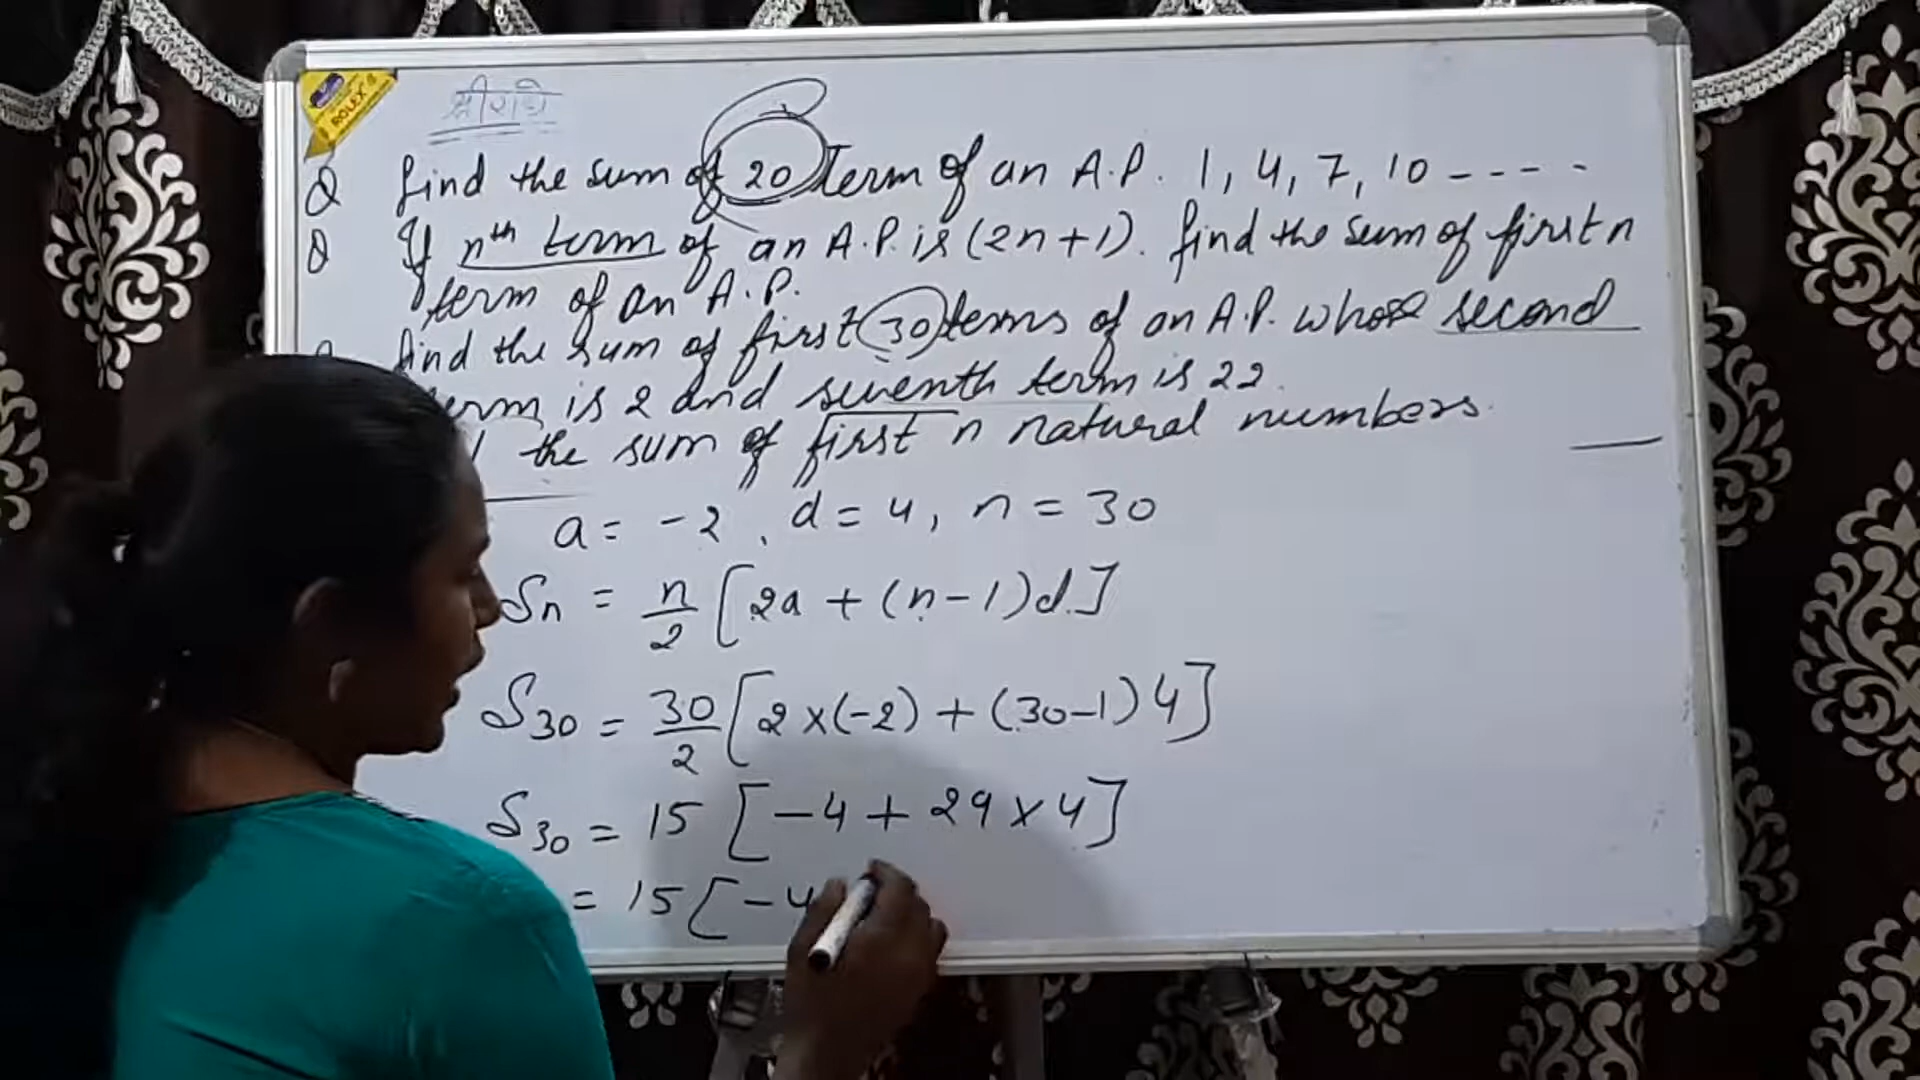 ROLEX
Q find the sum of 20 term of an A.P. 1, 4, 7, 10 - - - -
Q If nth term of an A.P. is (2n+1). find the sum of first n
term of an A.P.
find the sum of first 30 terms of an A.P. whose second
term is 2 and seventh term is 22.
the sum of first n natural numbers.
a = -2, d = 4, n = 30
Sn = n/2 [2a + (n-1)d]
S30 = 30/2 [2×(-2) + (30-1)4]
S30 = 15 [-4 + 29 × 4]
= 15 [-4